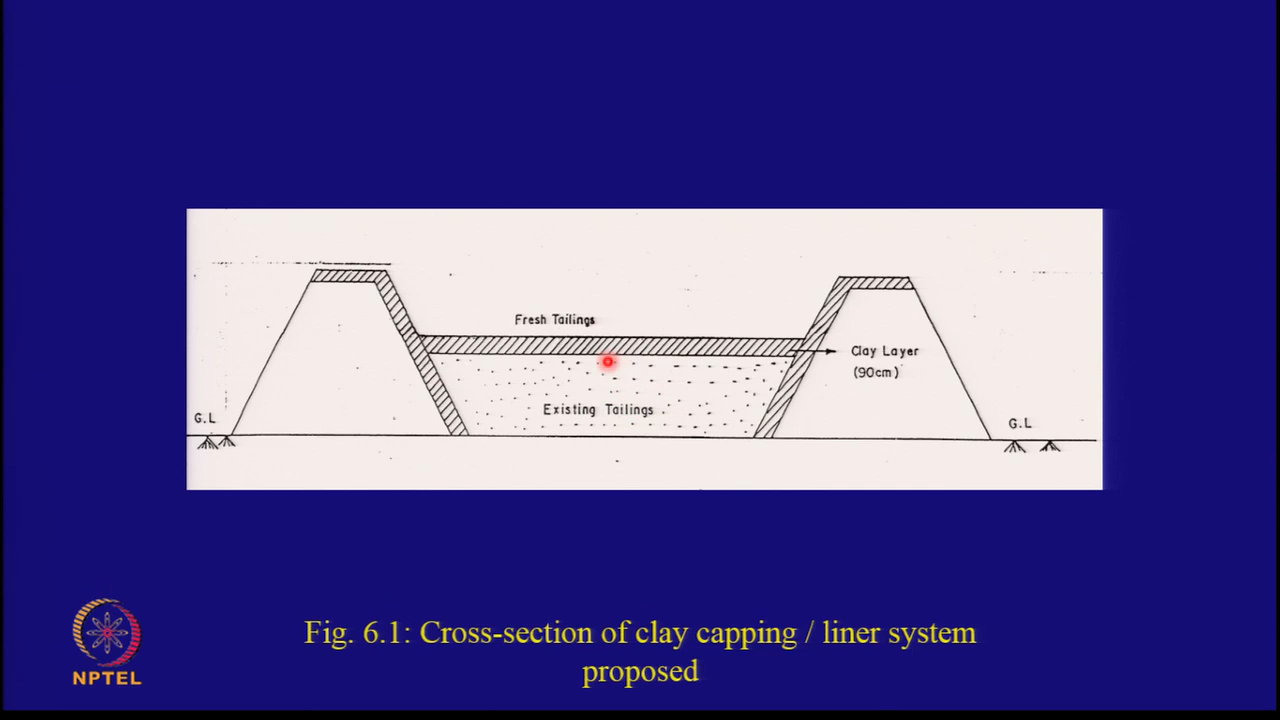 Fresh Tailings
Clay Layer
(90cm)
Existing Tailings
G.L
G.L
Fig. 6.1: Cross-section of clay capping / liner system
proposed
NPTEL